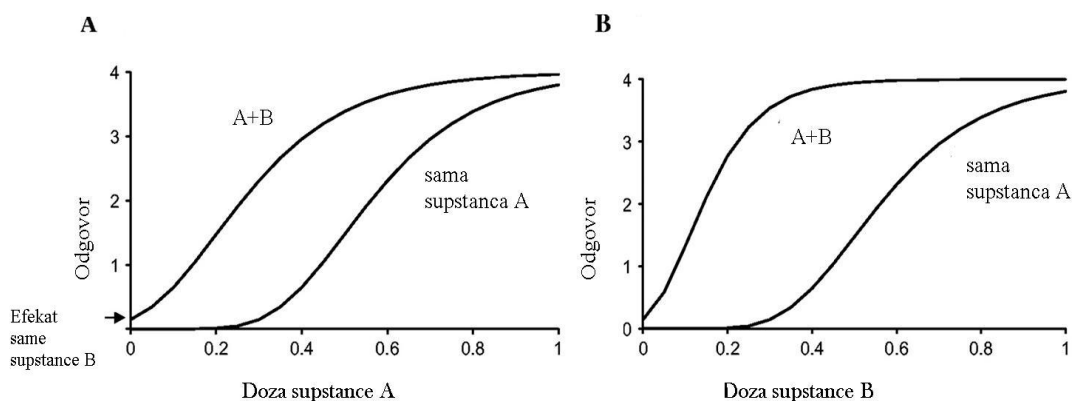 A
4
3
2
1
0
0.2
0.4
0.6
0.8
1
Odgovor
A+B
sama
supstanca A
Efekat
same
supstance B
Doza supstance A
B
4
3
2
1
0
0
0.2
0.4
0.6
0.8
1
Odgovor
A+B
sama
supstanca A
Doza supstance B